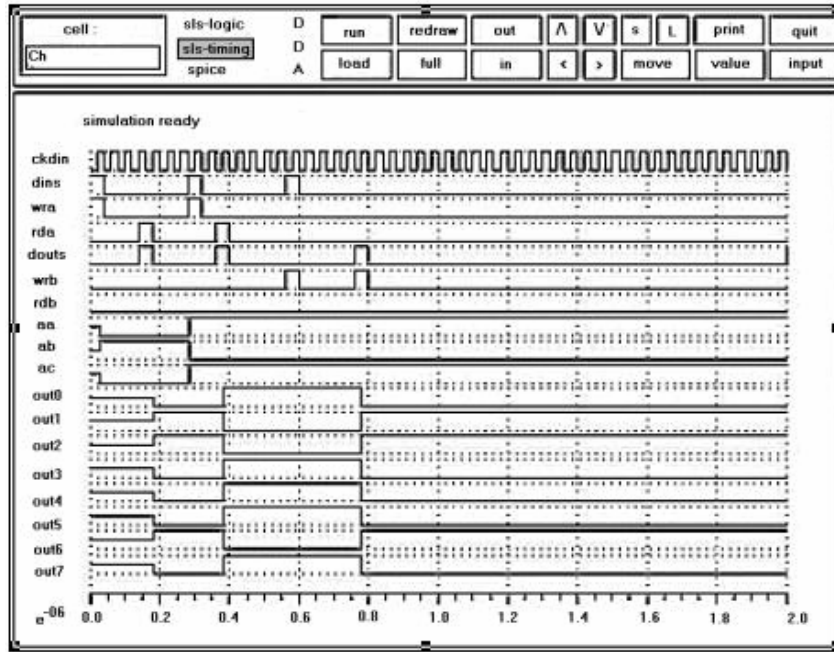 cell :
Ch
sls-logic
sls-timing
spice
D
D
A
run redraw out Λ V s L print quit
load full in < > move value input
simulation ready
ckdin
dins
wra
rda
douts
wrb
rdb
aa
ab
ac
out0
out1
out2
out3
out4
out5
out6
out7
e-06 0.0 0.2 0.4 0.6 0.8 1.0 1.2 1.4 1.6 1.8 2.0